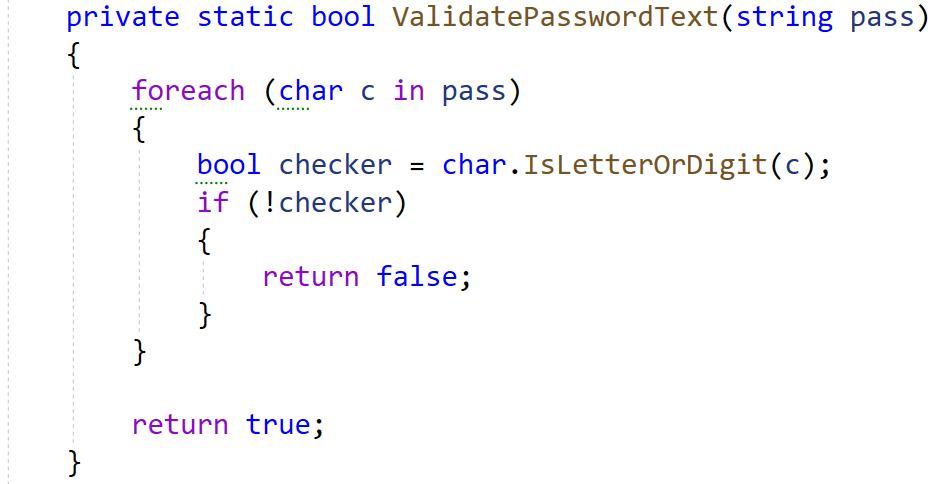 private static bool ValidatePasswordText(string pass)
{
    foreach (char c in pass)
    {
        bool checker = char.IsLetterOrDigit(c);
        if (!checker)
        {
            return false;
        }
    }

    return true;
}